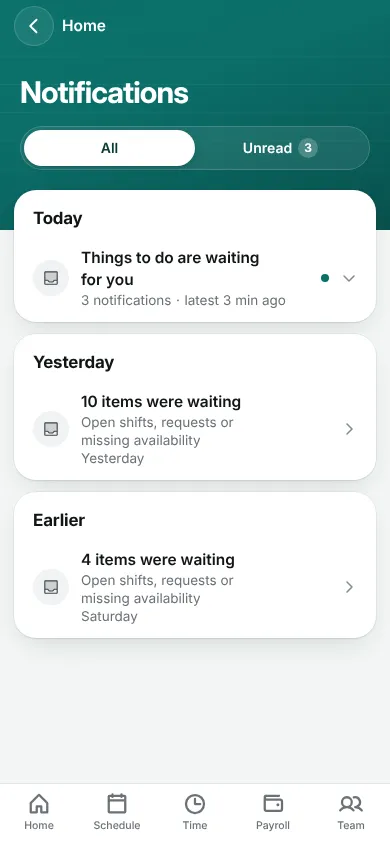 Home
Notifications
All
Unread 3
Today
Things to do are waiting
for you
3 notifications · latest 3 min ago
Yesterday
10 items were waiting
Open shifts, requests or
missing availability
Yesterday
Earlier
4 items were waiting
Open shifts, requests or
missing availability
Saturday
Home
Schedule
Time
Payroll
Team